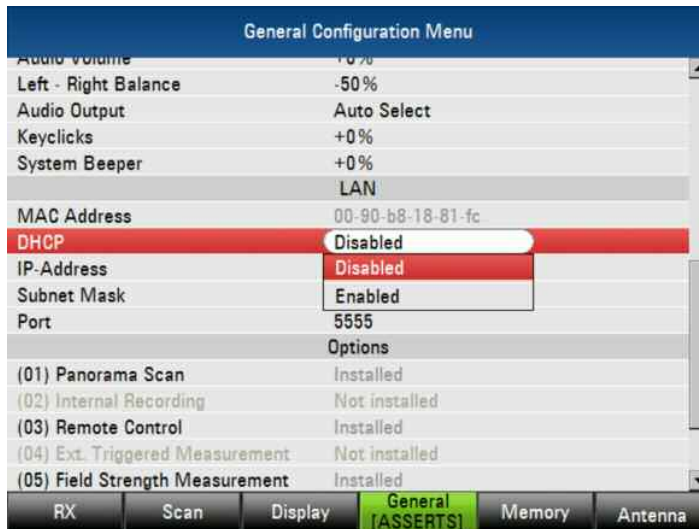 General Configuration Menu
Audio Volume +0%
Left - Right Balance -50%
Audio Output Auto Select
Keyclicks +0%
System Beeper +0%
LAN
MAC Address 00-90-b8-18-81-fc
DHCP Disabled
IP-Address Disabled
Subnet Mask Enabled
Port 5555
Options
(01) Panorama Scan Installed
(02) Internal Recording Not installed
(03) Remote Control Installed
(04) Ext. Triggered Measurement Not installed
(05) Field Strength Measurement Installed
RX Scan Display General [ASSERTS] Memory Antenna